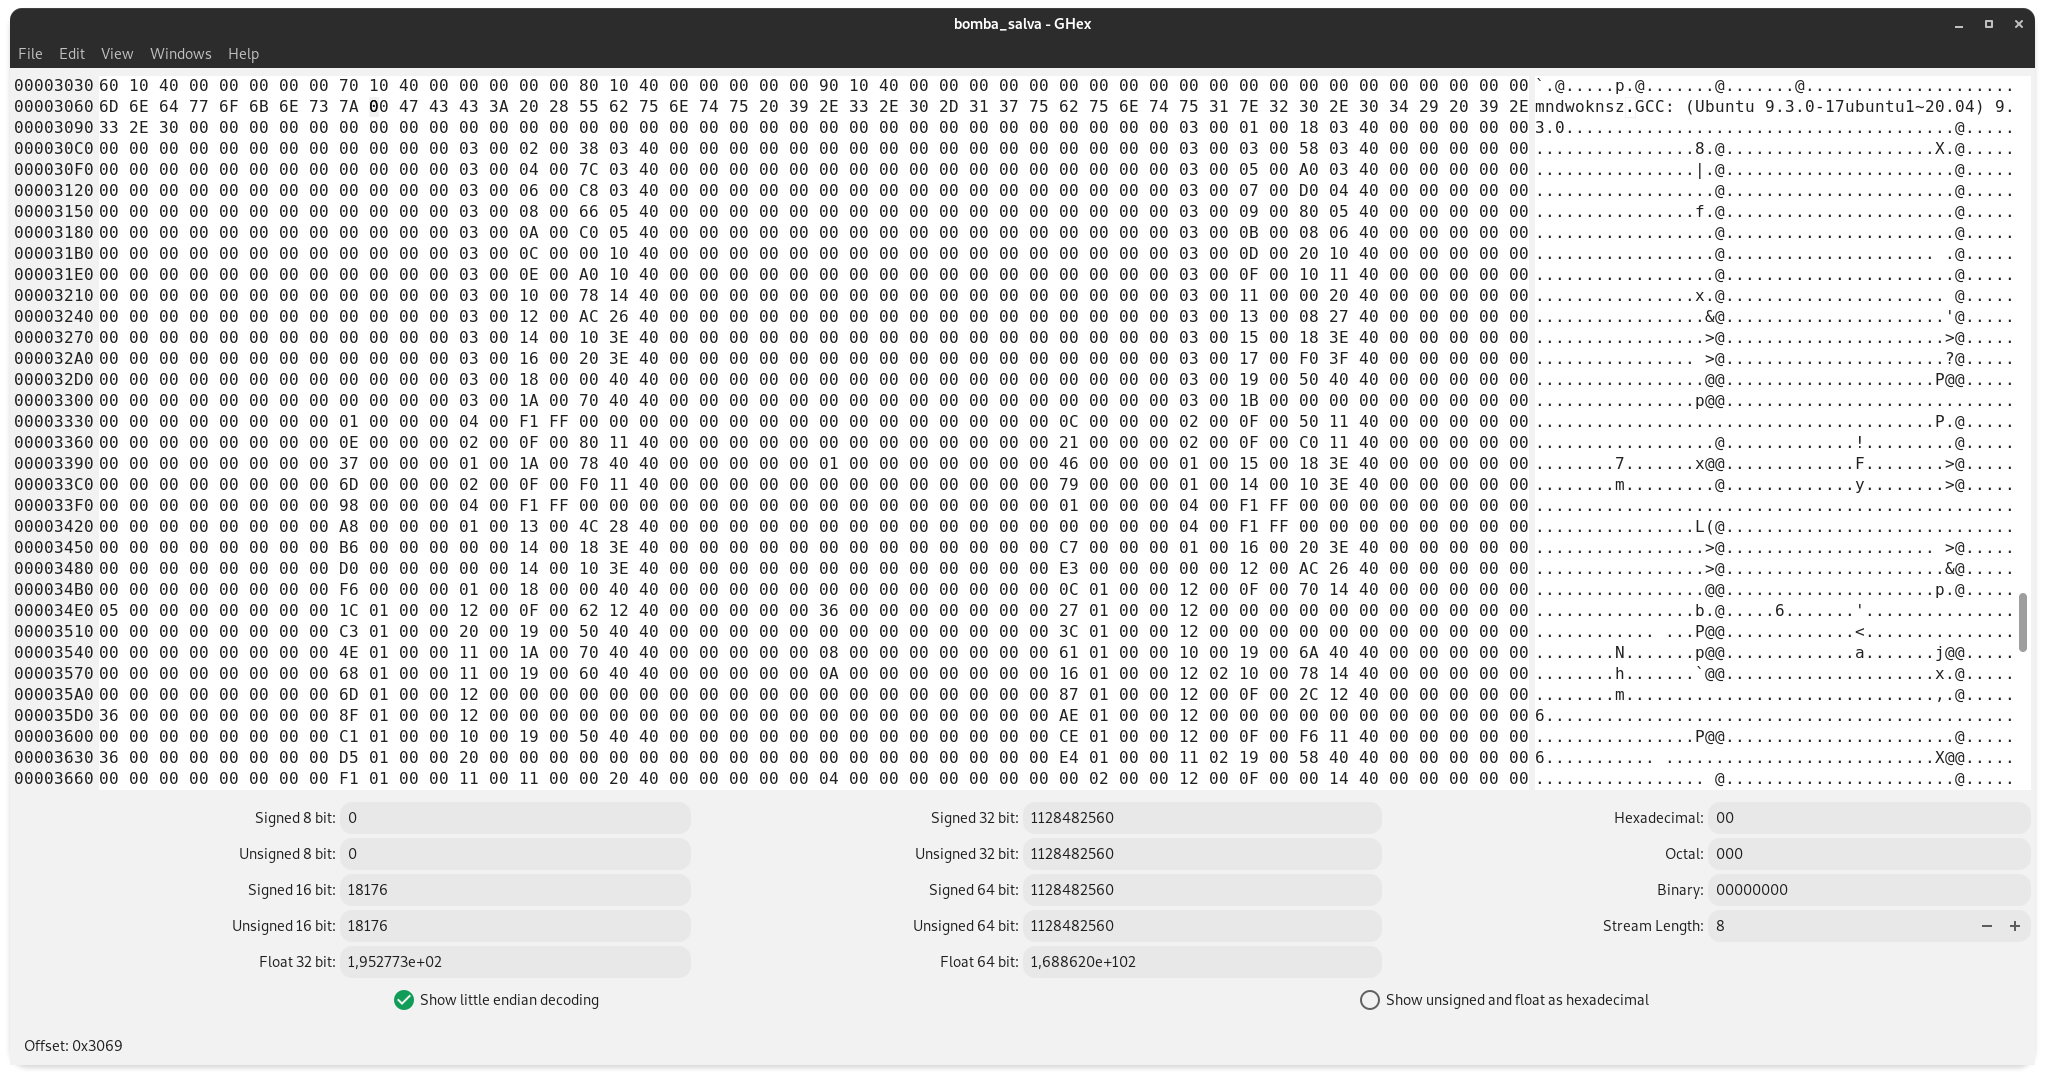 bomba_salva - GHex
File Edit View Windows Help
00003030 60 10 40 00 00 00 00 00 70 10 40 00 00 00 00 00 80 10 40 00 00 00 00 00 90 10 40 00 00 00 00 00 00 00 00 00 00 00 00 00 00 00 00 00 00 00 00 00 `.@.....p.@.......@.......@.....................
00003060 6D 6E 64 77 6F 6B 6E 73 7A 00 47 43 43 3A 20 28 55 62 75 6E 74 75 20 39 2E 33 2E 30 2D 31 37 75 62 75 6E 74 75 31 7E 32 30 2E 30 34 29 20 39 2E mndwoknsz.GCC: (Ubuntu 9.3.0-17ubuntu1~20.04) 9.
00003090 33 2E 30 00 00 00 00 00 00 00 00 00 00 00 00 00 00 00 00 00 00 00 00 00 00 00 00 00 00 00 00 00 00 00 00 00 03 00 01 00 18 03 40 00 00 00 00 00 3.0.......................................@.....
000030C0 00 00 00 00 00 00 00 00 00 00 00 00 03 00 02 00 38 03 40 00 00 00 00 00 00 00 00 00 00 00 00 00 00 00 00 00 03 00 03 00 58 03 40 00 00 00 00 00 ................8.@.....................X.@.....
000030F0 00 00 00 00 00 00 00 00 00 00 00 00 03 00 04 00 7C 03 40 00 00 00 00 00 00 00 00 00 00 00 00 00 00 00 00 00 03 00 05 00 A0 03 40 00 00 00 00 00 ................|.@.......................@.....
00003120 00 00 00 00 00 00 00 00 00 00 00 00 03 00 06 00 C8 03 40 00 00 00 00 00 00 00 00 00 00 00 00 00 00 00 00 00 03 00 07 00 D0 04 40 00 00 00 00 00 ..................@.......................@.....
00003150 00 00 00 00 00 00 00 00 00 00 00 00 03 00 08 00 66 05 40 00 00 00 00 00 00 00 00 00 00 00 00 00 00 00 00 00 03 00 09 00 80 05 40 00 00 00 00 00 ................f.@.......................@.....
00003180 00 00 00 00 00 00 00 00 00 00 00 00 03 00 0A 00 C0 05 40 00 00 00 00 00 00 00 00 00 00 00 00 00 00 00 00 00 03 00 0B 00 08 06 40 00 00 00 00 00 ..................@.......................@.....
000031B0 00 00 00 00 00 00 00 00 00 00 00 00 03 00 0C 00 00 10 40 00 00 00 00 00 00 00 00 00 00 00 00 00 00 00 00 00 03 00 0D 00 20 10 40 00 00 00 00 00 ..................@..................... .@.....
000031E0 00 00 00 00 00 00 00 00 00 00 00 00 03 00 0E 00 A0 10 40 00 00 00 00 00 00 00 00 00 00 00 00 00 00 00 00 00 03 00 0F 00 10 11 40 00 00 00 00 00 ..................@.......................@.....
00003210 00 00 00 00 00 00 00 00 00 00 00 00 03 00 10 00 78 14 40 00 00 00 00 00 00 00 00 00 00 00 00 00 00 00 00 00 03 00 11 00 00 20 40 00 00 00 00 00 ................x.@...................... @.....
00003240 00 00 00 00 00 00 00 00 00 00 00 00 03 00 12 00 AC 26 40 00 00 00 00 00 00 00 00 00 00 00 00 00 00 00 00 00 03 00 13 00 08 27 40 00 00 00 00 00 .................&@......................'@.....
00003270 00 00 00 00 00 00 00 00 00 00 00 00 03 00 14 00 10 3E 40 00 00 00 00 00 00 00 00 00 00 00 00 00 00 00 00 00 03 00 15 00 18 3E 40 00 00 00 00 00 .................>@......................>@.....
000032A0 00 00 00 00 00 00 00 00 00 00 00 00 03 00 16 00 20 3E 40 00 00 00 00 00 00 00 00 00 00 00 00 00 00 00 00 00 03 00 17 00 F0 3F 40 00 00 00 00 00 ................ >@......................?@.....
000032D0 00 00 00 00 00 00 00 00 00 00 00 00 03 00 18 00 00 40 40 00 00 00 00 00 00 00 00 00 00 00 00 00 00 00 00 00 03 00 19 00 50 40 40 00 00 00 00 00 .................@@.....................P@@.....
00003300 00 00 00 00 00 00 00 00 00 00 00 00 03 00 1A 00 70 40 40 00 00 00 00 00 00 00 00 00 00 00 00 00 00 00 00 00 03 00 1B 00 00 00 00 00 00 00 00 00 ................p@@.............................
00003330 00 00 00 00 00 00 00 00 01 00 00 00 04 00 F1 FF 00 00 00 00 00 00 00 00 00 00 00 00 00 00 00 00 0C 00 00 00 02 00 0F 00 50 11 40 00 00 00 00 00 ........................................P.@.....
00003360 00 00 00 00 00 00 00 00 0E 00 00 00 02 00 0F 00 80 11 40 00 00 00 00 00 00 00 00 00 00 00 00 00 21 00 00 00 02 00 0F 00 C0 11 40 00 00 00 00 00 ..................@.............!.........@.....
00003390 00 00 00 00 00 00 00 00 37 00 00 00 01 00 1A 00 78 40 40 00 00 00 00 00 01 00 00 00 00 00 00 00 46 00 00 00 01 00 15 00 18 3E 40 00 00 00 00 00 ........7.......x@@.............F........>@.....
000033C0 00 00 00 00 00 00 00 00 6D 00 00 00 02 00 0F 00 F0 11 40 00 00 00 00 00 00 00 00 00 00 00 00 00 79 00 00 00 01 00 14 00 10 3E 40 00 00 00 00 00 ........m.........@.............y........>@.....
000033F0 00 00 00 00 00 00 00 00 98 00 00 00 04 00 F1 FF 00 00 00 00 00 00 00 00 00 00 00 00 00 00 00 00 01 00 00 00 04 00 F1 FF 00 00 00 00 00 00 00 00 ................................................
00003420 00 00 00 00 00 00 00 00 A8 00 00 00 01 00 13 00 4C 28 40 00 00 00 00 00 00 00 00 00 00 00 00 00 00 00 00 00 04 00 F1 FF 00 00 00 00 00 00 00 00 ................L(@.............................
00003450 00 00 00 00 00 00 00 00 B6 00 00 00 00 00 14 00 18 3E 40 00 00 00 00 00 00 00 00 00 00 00 00 00 C7 00 00 00 01 00 16 00 20 3E 40 00 00 00 00 00 .................>@..................... >@.....
00003480 00 00 00 00 00 00 00 00 D0 00 00 00 00 00 14 00 10 3E 40 00 00 00 00 00 00 00 00 00 00 00 00 00 E3 00 00 00 00 00 12 00 AC 26 40 00 00 00 00 00 .................>@......................&@.....
000034B0 00 00 00 00 00 00 00 00 F6 00 00 00 01 00 18 00 00 40 40 00 00 00 00 00 00 00 00 00 00 00 00 00 0C 01 00 00 12 00 0F 00 70 14 40 00 00 00 00 00 .................@@.....................p.@.....
000034E0 05 00 00 00 00 00 00 00 1C 01 00 00 12 00 0F 00 62 12 40 00 00 00 00 00 36 00 00 00 00 00 00 00 27 01 00 00 12 00 00 00 00 00 00 00 00 00 00 00 ................b.@.....6.......'...............
00003510 00 00 00 00 00 00 00 00 C3 01 00 00 20 00 19 00 50 40 40 00 00 00 00 00 00 00 00 00 00 00 00 00 3C 01 00 00 12 00 00 00 00 00 00 00 00 00 00 00 ............ ...P@@.............<...............
00003540 00 00 00 00 00 00 00 00 4E 01 00 00 11 00 1A 00 70 40 40 00 00 00 00 00 08 00 00 00 00 00 00 00 61 01 00 00 10 00 19 00 6A 40 40 00 00 00 00 00 ........N.......p@@.............a.......j@@.....
00003570 00 00 00 00 00 00 00 00 68 01 00 00 11 00 19 00 60 40 40 00 00 00 00 00 0A 00 00 00 00 00 00 00 16 01 00 00 12 02 10 00 78 14 40 00 00 00 00 00 ........h.......`@@.....................x.@.....
000035A0 00 00 00 00 00 00 00 00 6D 01 00 00 12 00 00 00 00 00 00 00 00 00 00 00 00 00 00 00 00 00 00 00 87 01 00 00 12 00 0F 00 2C 12 40 00 00 00 00 00 ........m...............................,.@.....
000035D0 36 00 00 00 00 00 00 00 8F 01 00 00 12 00 00 00 00 00 00 00 00 00 00 00 00 00 00 00 00 00 00 00 AE 01 00 00 12 00 00 00 00 00 00 00 00 00 00 00 6...............................................
00003600 00 00 00 00 00 00 00 00 C1 01 00 00 10 00 19 00 50 40 40 00 00 00 00 00 00 00 00 00 00 00 00 00 CE 01 00 00 12 00 0F 00 F6 11 40 00 00 00 00 00 ................P@@.......................@.....
00003630 36 00 00 00 00 00 00 00 D5 01 00 00 20 00 00 00 00 00 00 00 00 00 00 00 00 00 00 00 00 00 00 00 E4 01 00 00 11 02 19 00 58 40 40 00 00 00 00 00 6........... ...........................X@@.....
00003660 00 00 00 00 00 00 00 00 F1 01 00 00 11 00 11 00 00 20 40 00 00 00 00 00 04 00 00 00 00 00 00 00 00 02 00 00 12 00 0F 00 00 14 40 00 00 00 00 00 ................. @.......................@.....
Signed 8 bit: 0 Signed 32 bit: 1128482560 Hexadecimal: 00
Unsigned 8 bit: 0 Unsigned 32 bit: 1128482560 Octal: 000
Signed 16 bit: 18176 Signed 64 bit: 1128482560 Binary: 00000000
Unsigned 16 bit: 18176 Unsigned 64 bit: 1128482560 Stream Length: 8
Float 32 bit: 1,952773e+02 Float 64 bit: 1,688620e+102
Show little endian decoding Show unsigned and float as hexadecimal
Offset: 0x3069